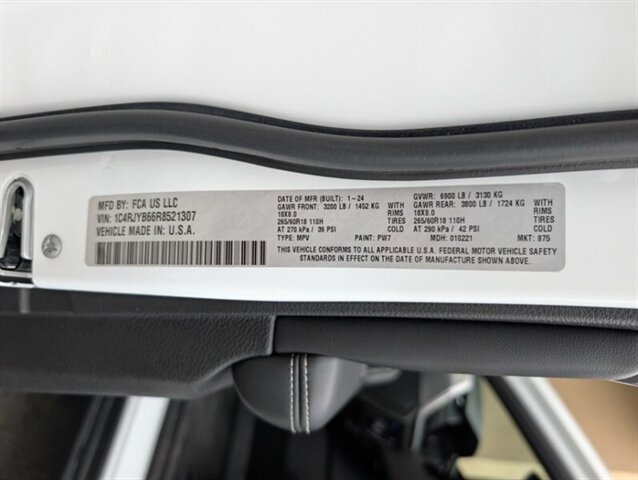 MFD BY: FCA US LLC
VIN: 1C4RJYB66R8521307
VEHICLE MADE IN: U.S.A.
DATE OF MFR (BUILT): 1-24
GAWR FRONT: 3200 LB / 1452 KG
18X8.0 RIMS
265/60R18 110H TIRES
AT 270 kPa / 39 PSI COLD
TYPE: MPV PAINT: PW7
GVWR: 6900 LB / 3130 KG
GAWR REAR: 3800 LB / 1724 KG
18X8.0 RIMS
265/60R18 110H TIRES
AT 290 kPa / 42 PSI COLD
MDH: 010221 MKT: 875
THIS VEHICLE CONFORMS TO ALL APPLICABLE U.S.A. FEDERAL MOTOR VEHICLE SAFETY
STANDARDS IN EFFECT ON THE DATE OF MANUFACTURE SHOWN ABOVE.